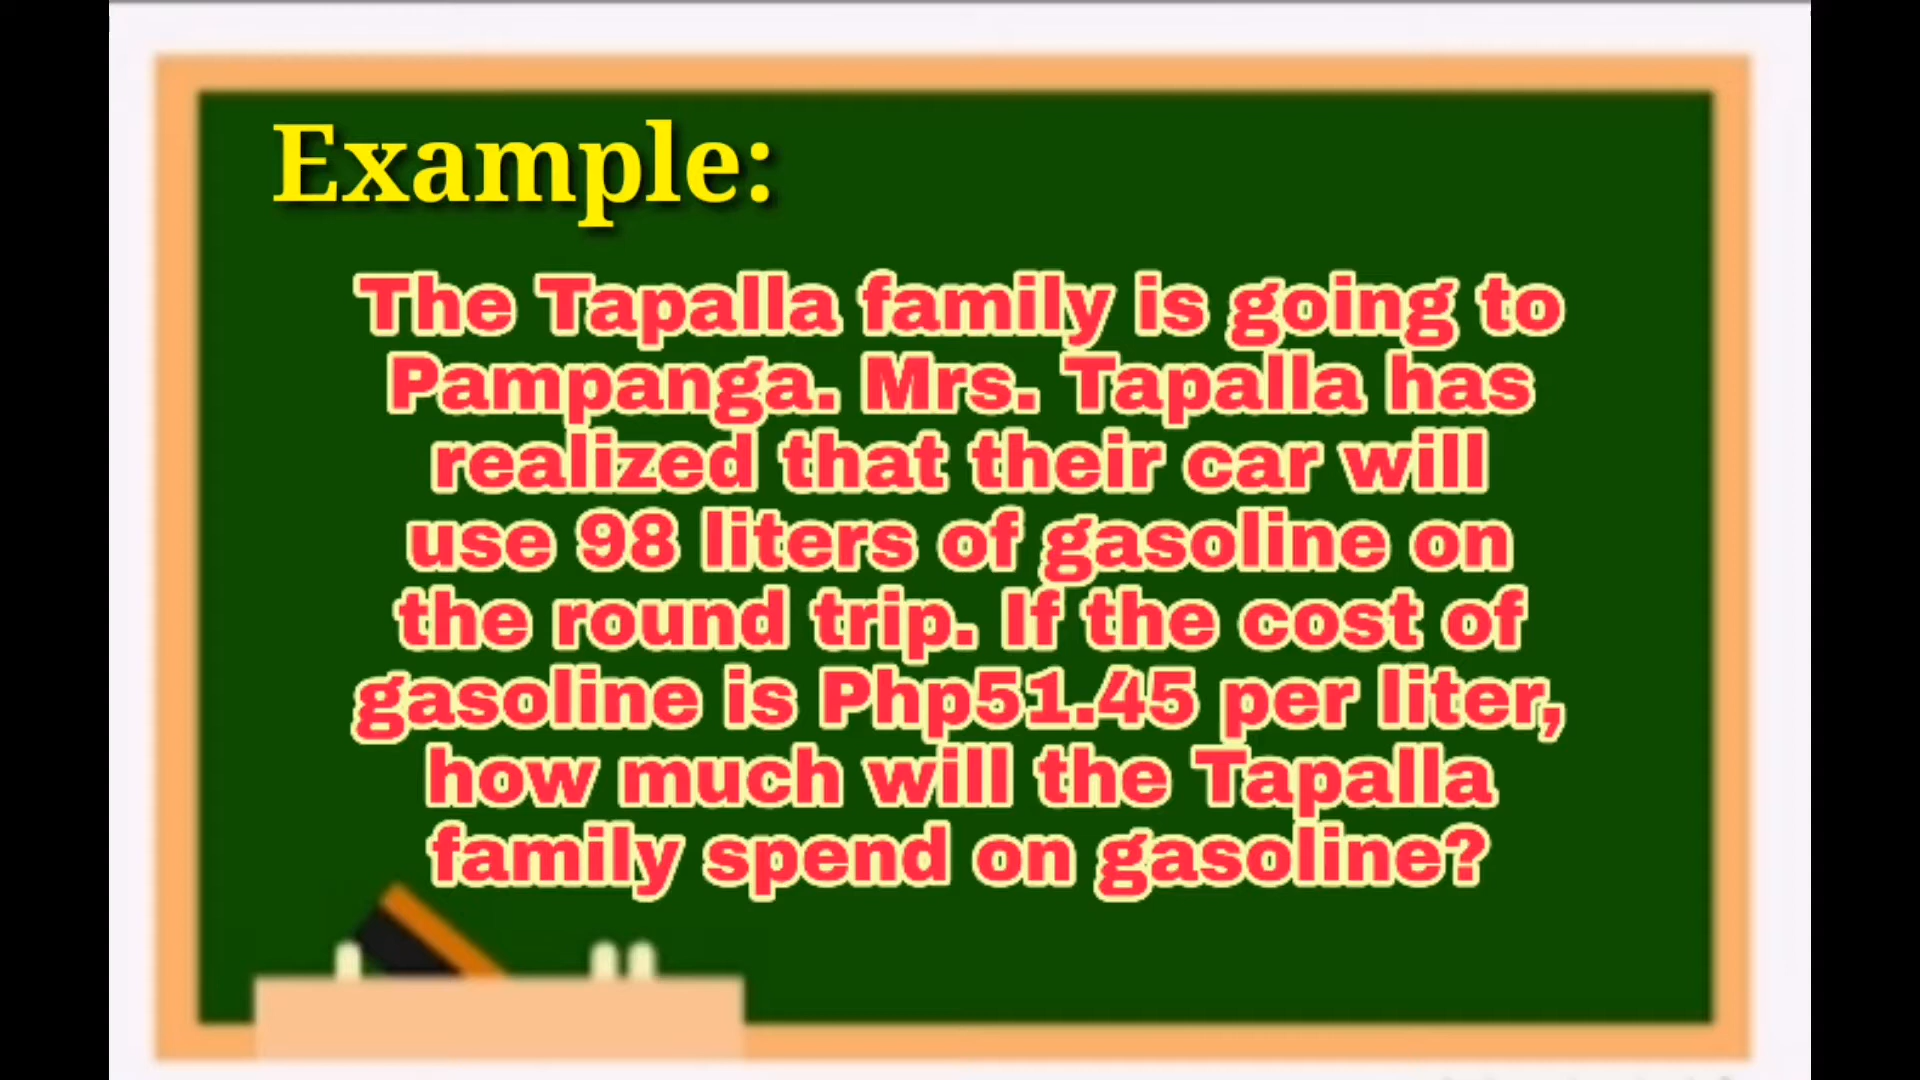 Example:
The Tapalla family is going to
Pampanga. Mrs. Tapalla has
realized that their car will
use 98 liters of gasoline on
the round trip. If the cost of
gasoline is Php51.45 per liter,
how much will the Tapalla
family spend on gasoline?